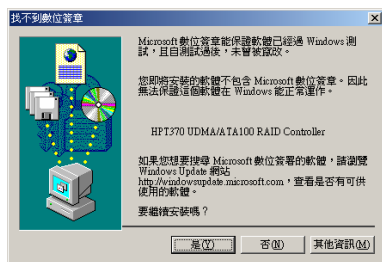 找不到數位簽章
Microsoft 數位簽章能保證軟體已經過 Windows 測
試，且自測試過後，未曾被竄改。
您即將安裝的軟體不包含 Microsoft 數位簽章。因此
無法保證這個軟體在 Windows 能正常運作。
HPT370 UDMA/ATA100 RAID Controller
如果您想要搜尋 Microsoft 數位簽署的軟體，請瀏覽
Windows Update 網站
http://windowsupdate.microsoft.com，查看是否有可供
使用的軟體。
要繼續安裝嗎？
是(Y) 否(N) 其他資訊(M)